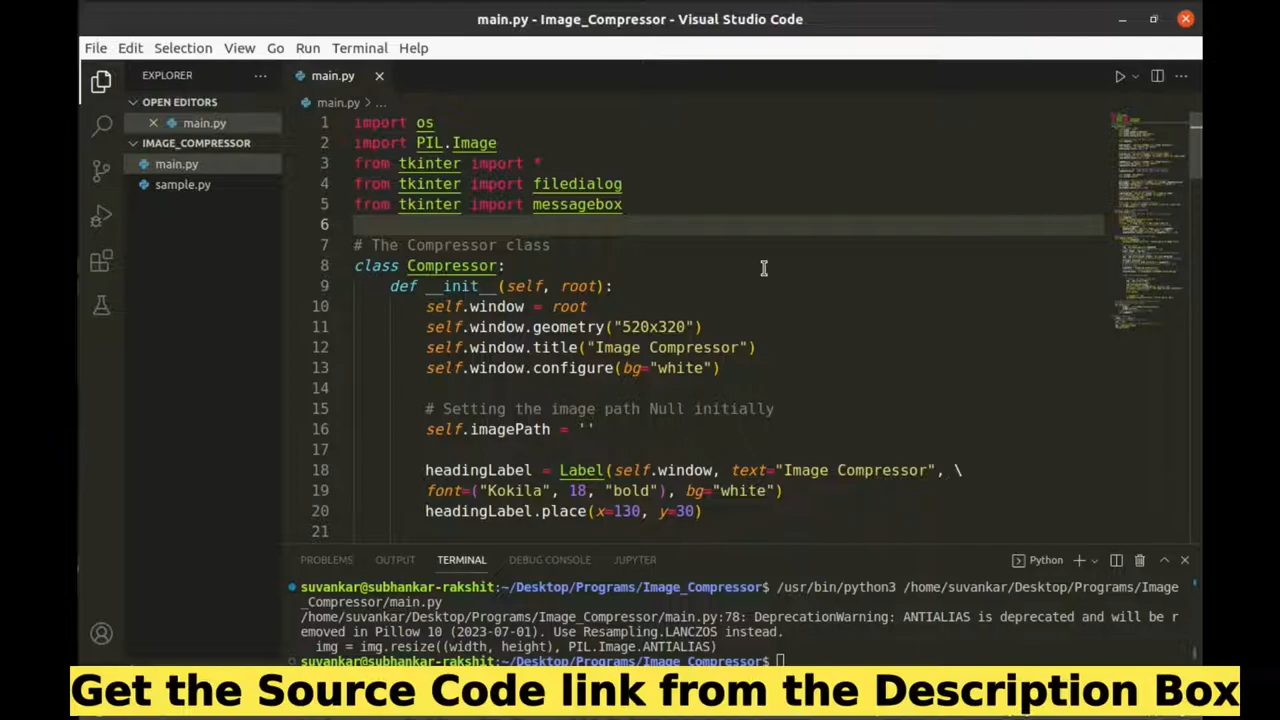 main.py - Image_Compressor - Visual Studio Code
File Edit Selection View Go Run Terminal Help
EXPLORER
OPEN EDITORS
main.py
IMAGE_COMPRESSOR
main.py
sample.py
main.py
main.py > ...
1 import os
2 import PIL.Image
3 from tkinter import *
4 from tkinter import filedialog
5 from tkinter import messagebox
6
7 # The Compressor class
8 class Compressor:
9 def __init__(self, root):
10 self.window = root
11 self.window.geometry("520x320")
12 self.window.title("Image Compressor")
13 self.window.configure(bg="white")
14
15 # Setting the image path Null initially
16 self.imagePath = ''
17
18 headingLabel = Label(self.window, text="Image Compressor", \
19 font=("Kokila", 18, "bold"), bg="white")
20 headingLabel.place(x=130, y=30)
21
PROBLEMS OUTPUT TERMINAL DEBUG CONSOLE JUPYTER
Python
suvankar@subhankar-rakshit:~/Desktop/Programs/Image_Compressor$ /usr/bin/python3 /home/suvankar/Desktop/Programs/Image
_Compressor/main.py
/home/suvankar/Desktop/Programs/Image_Compressor/main.py:78: DeprecationWarning: ANTIALIAS is deprecated and will be r
emoved in Pillow 10 (2023-07-01). Use Resampling.LANCZOS instead.
img = img.resize((width, height), PIL.Image.ANTIALIAS)
suvankar@subhankar-rakshit:~/Desktop/Programs/Image_Compressor$
Get the Source Code link from the Description Box